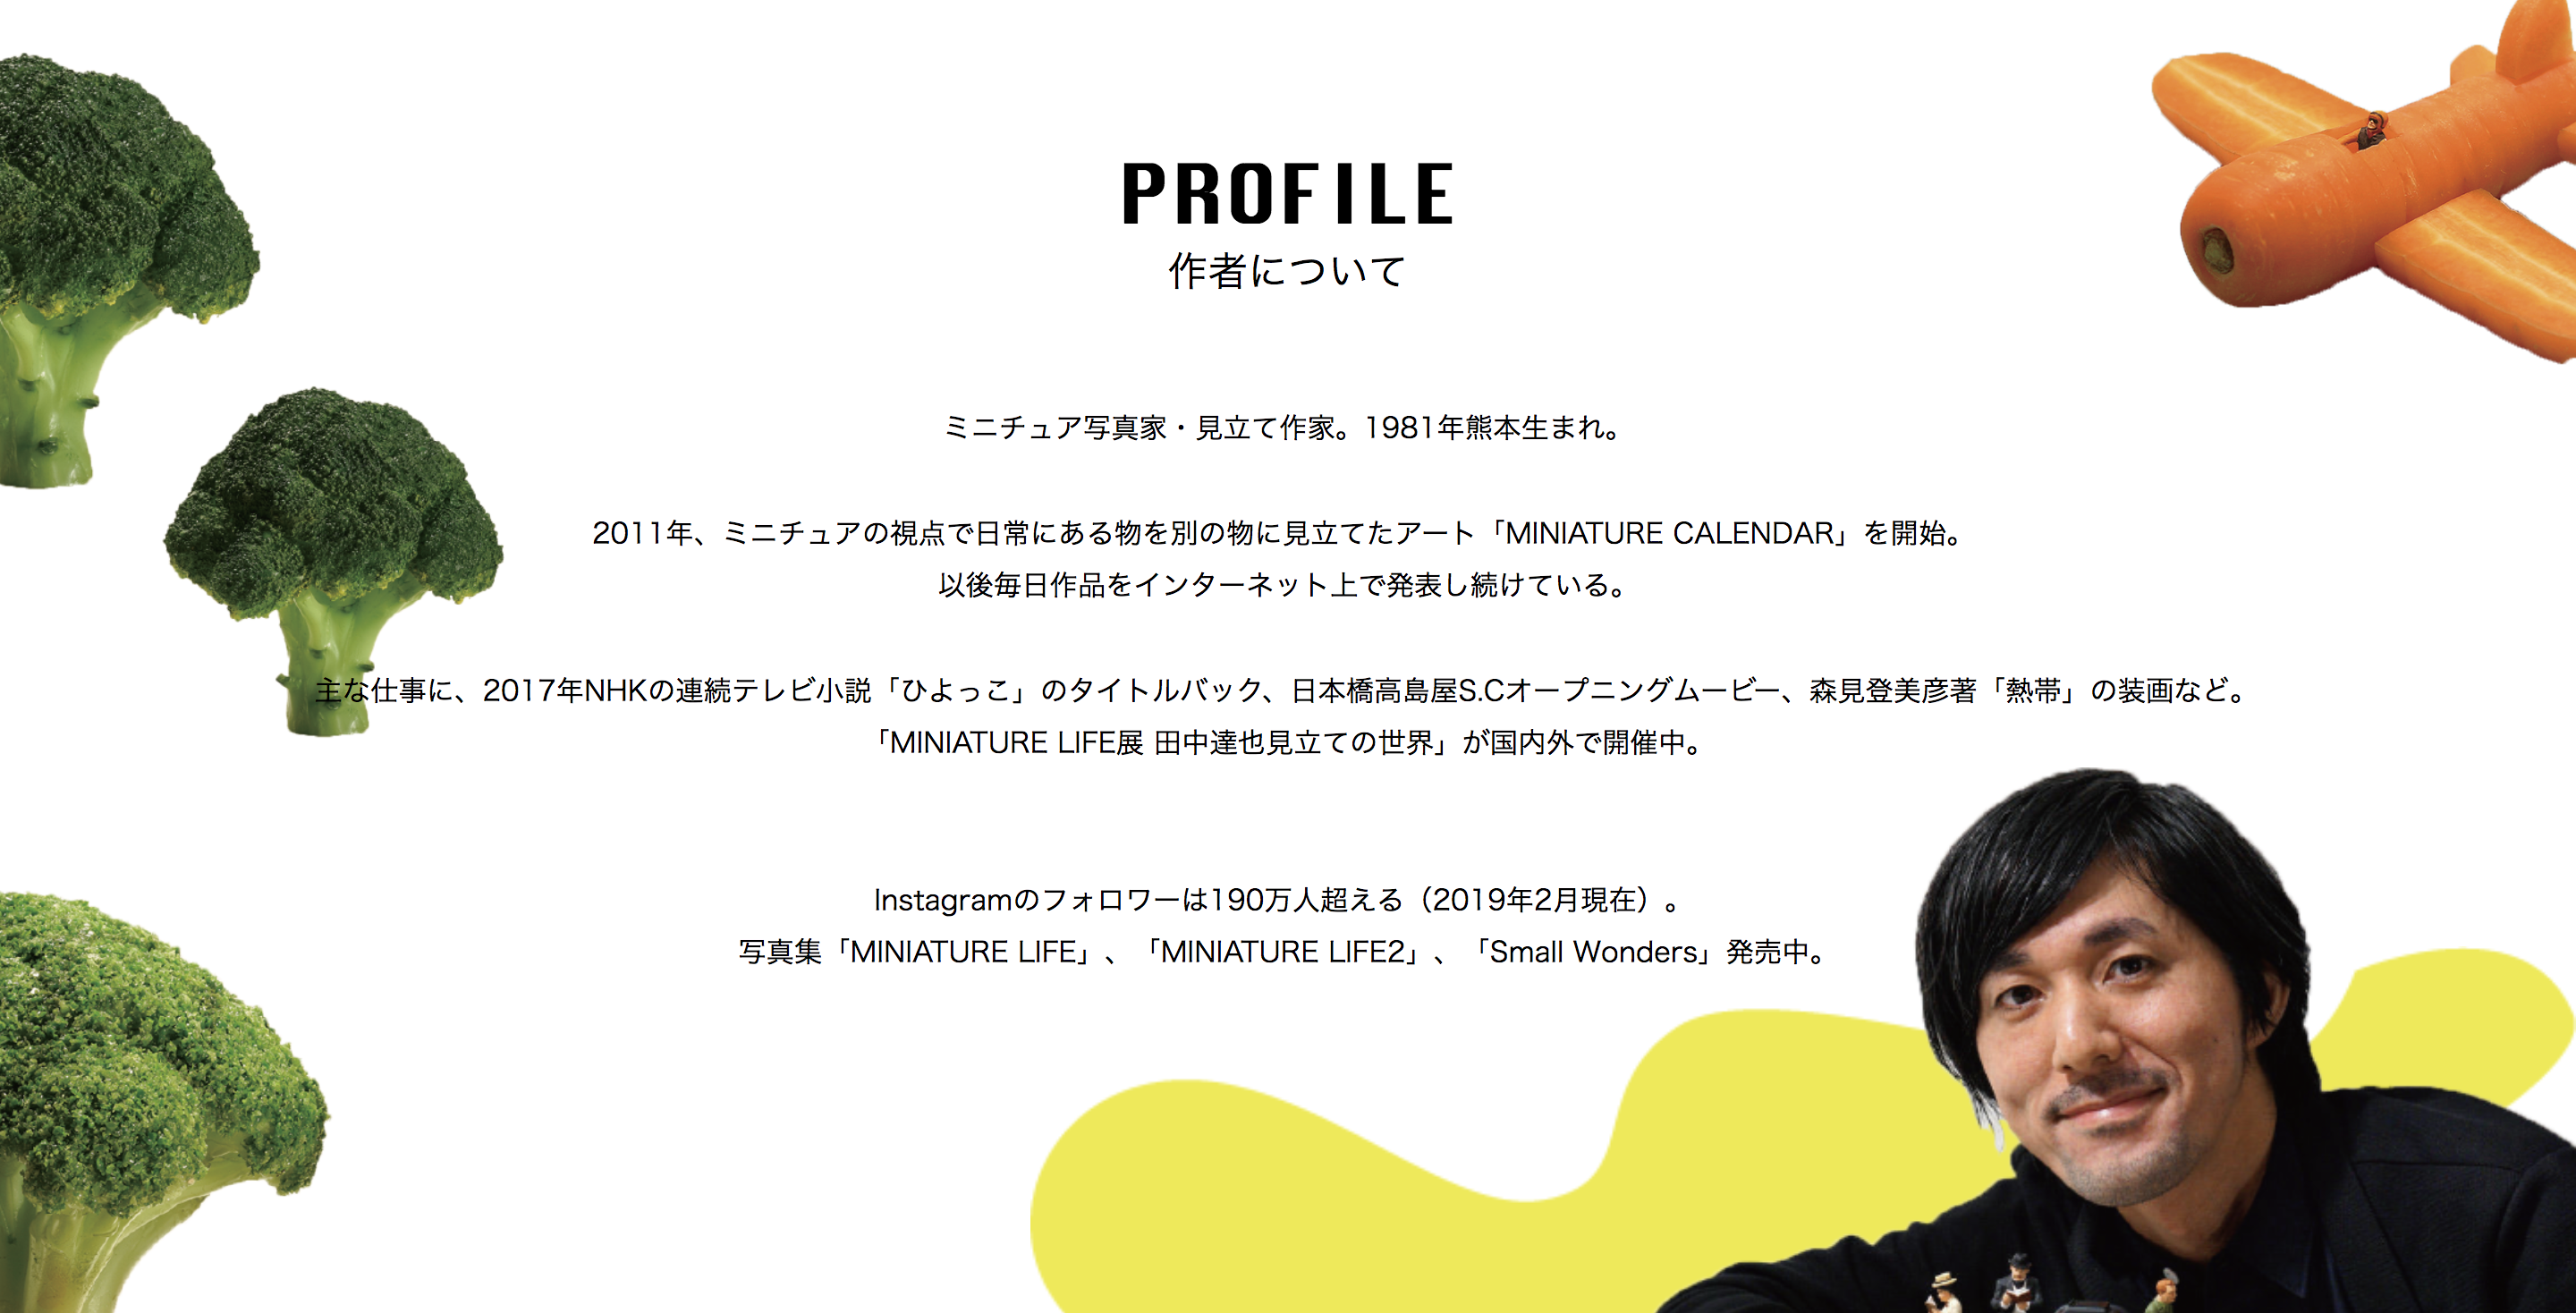 PROFILE
作者について
ミニチュア写真家・見立て作家。1981年熊本生まれ。
2011年、ミニチュアの視点で日常にある物を別の物に見立てたアート「MINIATURE CALENDAR」を開始。
以後毎日作品をインターネット上で発表し続けている。
主な仕事に、2017年NHKの連続テレビ小説「ひよっこ」のタイトルバック、日本橋高島屋S.Cオープニングムービー、森見登美彦著「熱帯」の装画など。
「MINIATURE LIFE展 田中達也見立ての世界」が国内外で開催中。
Instagramのフォロワーは190万人超える（2019年2月現在）。
写真集「MINIATURE LIFE」、「MINIATURE LIFE2」、「Small Wonders」発売中。